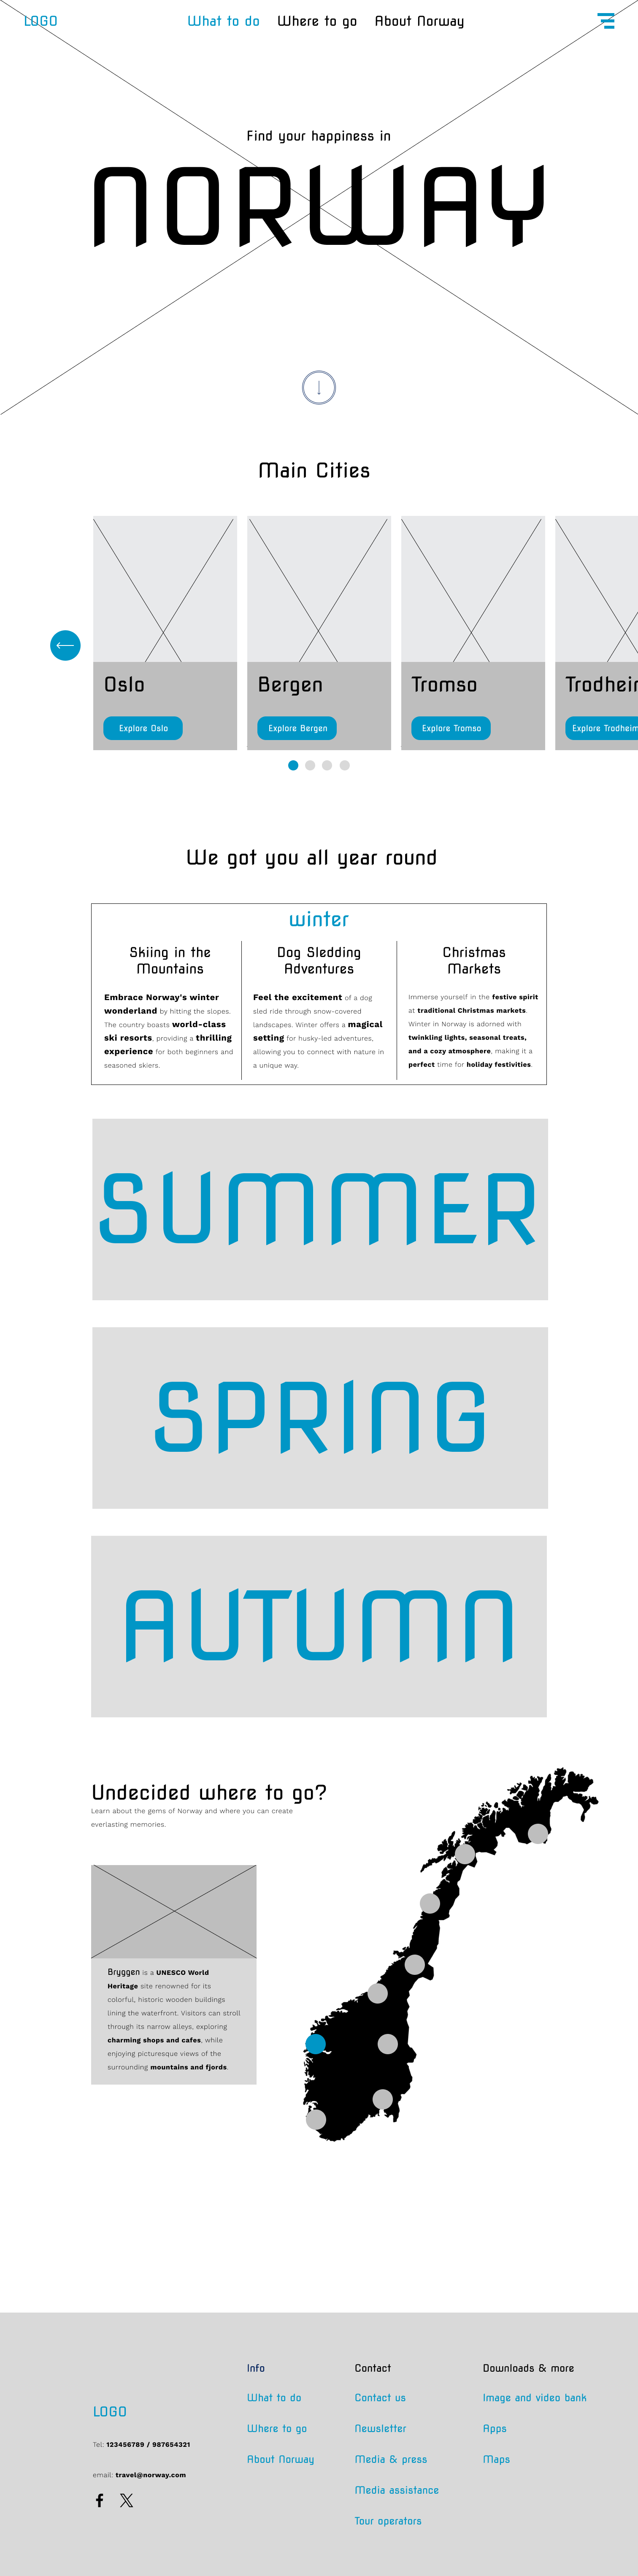 LOGO
What to do
Where to go
About Norway
Find your happiness in
NORWAY
Main Cities
Oslo
Explore Oslo
Bergen
Explore Bergen
Tromso
Explore Tromso
Trodhei
Explore Trodheim
We got you all year round
winter
Skiing in the
Mountains
Embrace Norway's winter
wonderland by hitting the slopes.
The country boasts world-class
ski resorts, providing a thrilling
experience for both beginners and
seasoned skiers.
Dog Sledding
Adventures
Feel the excitement of a dog
sled ride through snow-covered
landscapes. Winter offers a magical
setting for husky-led adventures,
allowing you to connect with nature in
a unique way.
Christmas
Markets
Immerse yourself in the festive spirit
at traditional Christmas markets.
Winter in Norway is adorned with
twinkling lights, seasonal treats,
and a cozy atmosphere, making it a
perfect time for holiday festivities.
SUMMER
SPRING
AUTUMN
Undecided where to go?
Learn about the gems of Norway and where you can create
everlasting memories.
Bryggen is a UNESCO World
Heritage site renowned for its
colorful, historic wooden buildings
lining the waterfront. Visitors can stroll
through its narrow alleys, exploring
charming shops and cafes, while
enjoying picturesque views of the
surrounding mountains and fjords.
LOGO
Tel: 123456789 / 987654321
email: travel@norway.com
Info
What to do
Where to go
About Norway
Contact
Contact us
Newsletter
Media & press
Media assistance
Tour operators
Downloads & more
Image and video bank
Apps
Maps